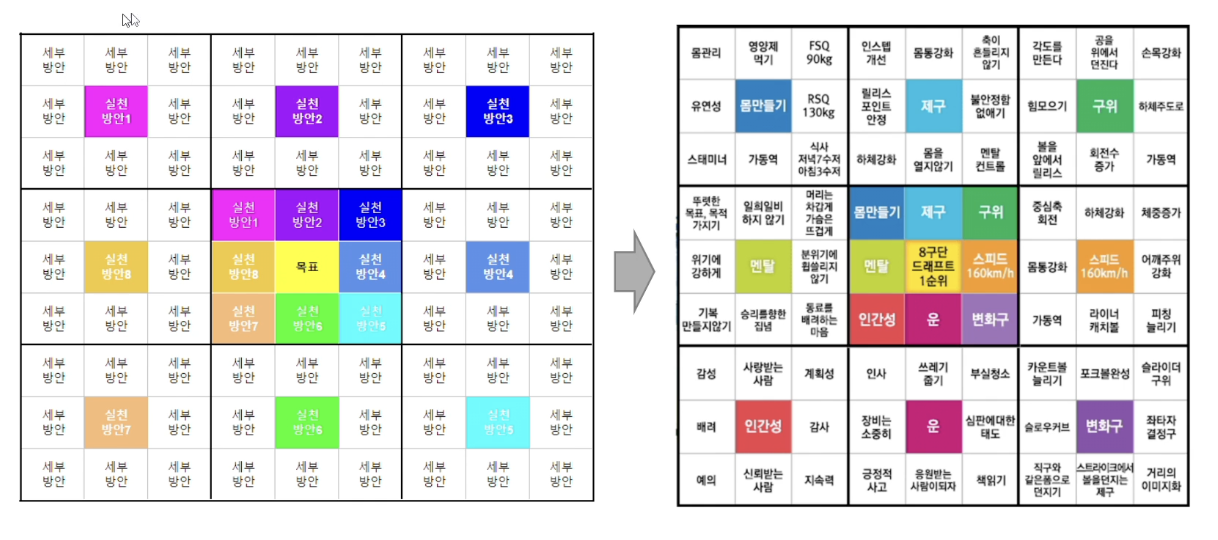 세부 방안 세부 방안 세부 방안 세부 방안 세부 방안 세부 방안 세부 방안 세부 방안 세부 방안
세부 방안 실천 방안1 세부 방안 세부 방안 실천 방안2 세부 방안 세부 방안 실천 방안3 세부 방안
세부 방안 세부 방안 세부 방안 세부 방안 세부 방안 세부 방안 세부 방안 세부 방안 세부 방안
세부 방안 세부 방안 세부 방안 실천 방안1 실천 방안2 실천 방안3 세부 방안 세부 방안 세부 방안
세부 방안 실천 방안8 세부 방안 실천 방안8 목표 실천 방안4 세부 방안 실천 방안4 세부 방안
세부 방안 세부 방안 세부 방안 실천 방안7 실천 방안6 실천 방안5 세부 방안 세부 방안 세부 방안
세부 방안 세부 방안 세부 방안 세부 방안 세부 방안 세부 방안 세부 방안 세부 방안 세부 방안
세부 방안 실천 방안7 세부 방안 세부 방안 실천 방안6 세부 방안 세부 방안 실천 방안5 세부 방안
세부 방안 세부 방안 세부 방안 세부 방안 세부 방안 세부 방안 세부 방안 세부 방안 세부 방안
몸관리 영양제 먹기 FSQ 90kg 인스텝 개선 몸통강화 축이 흔들리지 않기 각도를 만든다 공을 위에서 던진다 손목강화
유연성 몸만들기 RSQ 130kg 릴리스 포인트 안정 제구 불안정함 없애기 힘모으기 구위 하체주도로
스태미너 가동역 식사 저녁7수저 아침3수저 하체강화 몸을 열지않기 멘탈 컨트롤 볼을 앞에서 릴리스 회전수 증가 가동역
뚜렷한 목표, 목적 가지기 일희일비 하지 않기 머리는 차갑게 가슴은 뜨겁게 몸만들기 제구 구위 중심축 회전 하체강화 체중증가
위기에 강하게 멘탈 분위기에 휩쓸리지 않기 멘탈 8구단 드래프트 1순위 스피드 160km/h 몸통강화 스피드 160km/h 어깨주위 강화
기복 만들지않기 승리를향한 집념 동료를 배려하는 마음 인간성 운 변화구 가동역 라이너 캐치볼 피칭 늘리기
감성 사랑받는 사람 계획성 인사 쓰레기 줍기 부실청소 카운트볼 늘리기 포크볼완성 슬라이더 구위
배려 인간성 감사 장비는 소중히 운 심판에대한 태도 슬로우커브 변화구 좌타자 결정구
예의 신뢰받는 사람 지속력 긍정적 사고 응원받는 사람이되자 책읽기 직구와 같은폼으로 던지기 스트라이크에서 볼을던지는 제구 거리의 이미지화